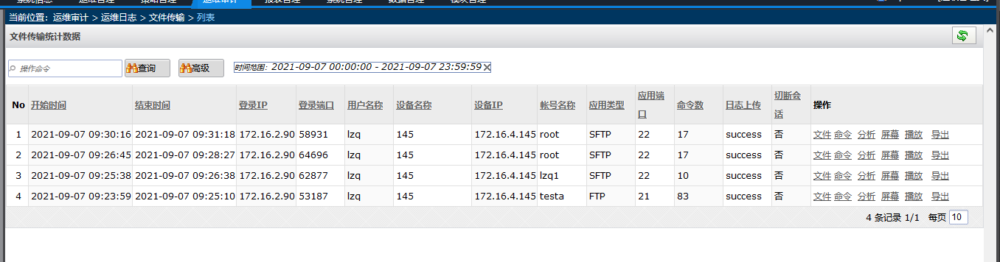 系统信息 运维管理 策略管理 运维审计 报表管理 系统管理 数据管理 模块管理
当前位置：运维审计 > 运维日志 > 文件传输 > 列表
文件传输统计数据
操作命令 查询 高级 时间范围：2021-09-07 00:00:00 - 2021-09-07 23:59:59
No 开始时间 结束时间 登录IP 登录端口 用户名称 设备名称 设备IP 帐号名称 应用类型 应用端口 命令数 日志上传 切断会话 操作
1 2021-09-07 09:30:16 2021-09-07 09:31:18 172.16.2.90 58931 lzq 145 172.16.4.145 root SFTP 22 17 success 否 文件 命令 分析 屏幕 播放 导出
2 2021-09-07 09:26:45 2021-09-07 09:28:27 172.16.2.90 64696 lzq 145 172.16.4.145 root SFTP 22 17 success 否 文件 命令 分析 屏幕 播放 导出
3 2021-09-07 09:25:38 2021-09-07 09:26:38 172.16.2.90 62877 lzq 145 172.16.4.145 lzq1 SFTP 22 10 success 否 文件 命令 分析 屏幕 播放 导出
4 2021-09-07 09:23:59 2021-09-07 09:25:10 172.16.2.90 53187 lzq 145 172.16.4.145 testa FTP 21 83 success 否 文件 命令 分析 屏幕 播放 导出
4 条记录 1/1 每页 10